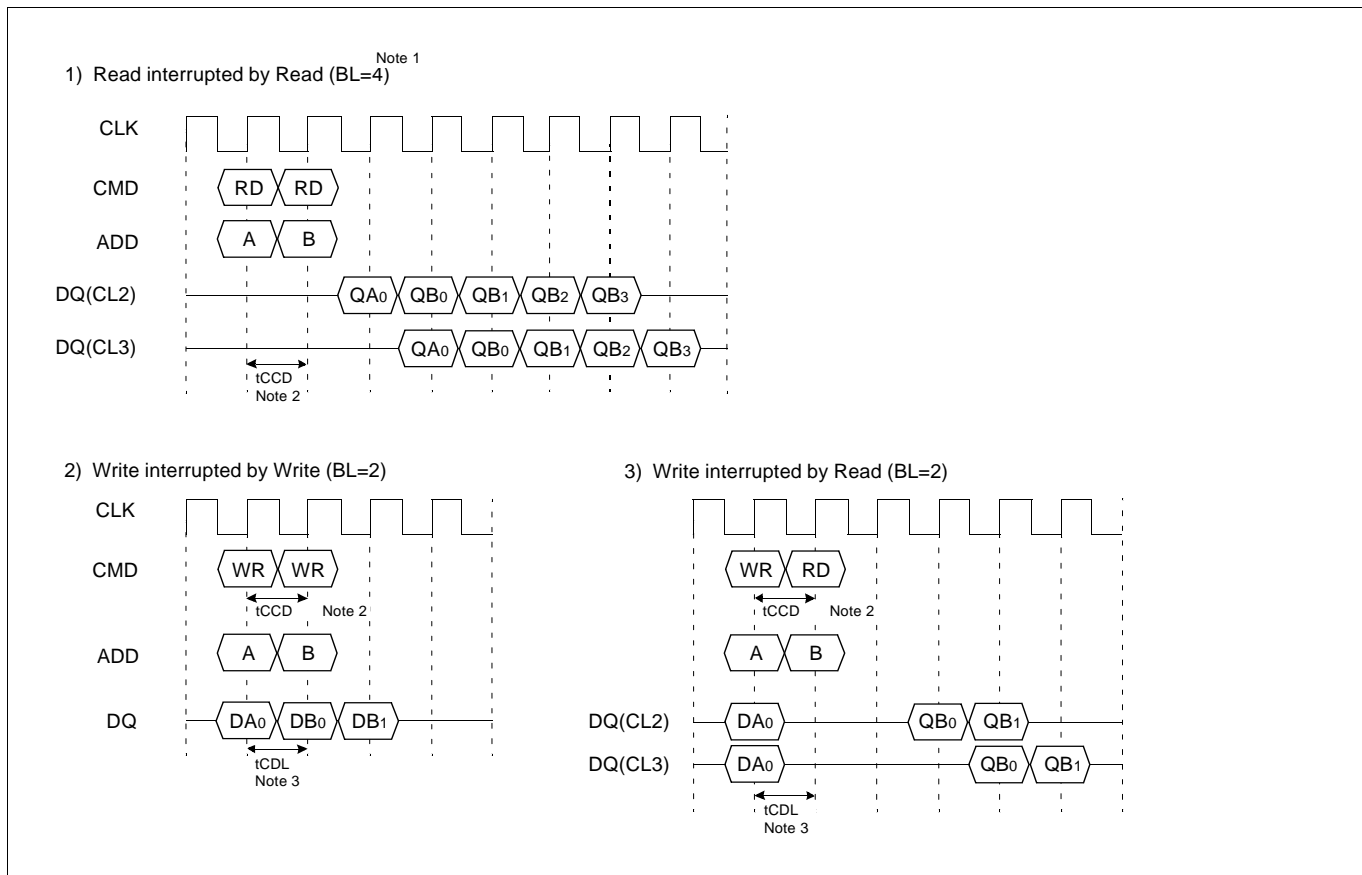 1) Read interrupted by Read (BL=4) Note 1
CLK
CMD RD RD
ADD A B
DQ(CL2) QA0 QB0 QB1 QB2 QB3
DQ(CL3) QA0 QB0 QB1 QB2 QB3
tCCD
Note 2
2) Write interrupted by Write (BL=2)
CLK
CMD WR WR
tCCD Note 2
ADD A B
DQ DA0 DB0 DB1
tCDL
Note 3
3) Write interrupted by Read (BL=2)
WR RD
tCCD Note 2
A B
DQ(CL2) DA0 QB0 QB1
DQ(CL3) DA0 QB0 QB1
tCDL
Note 3